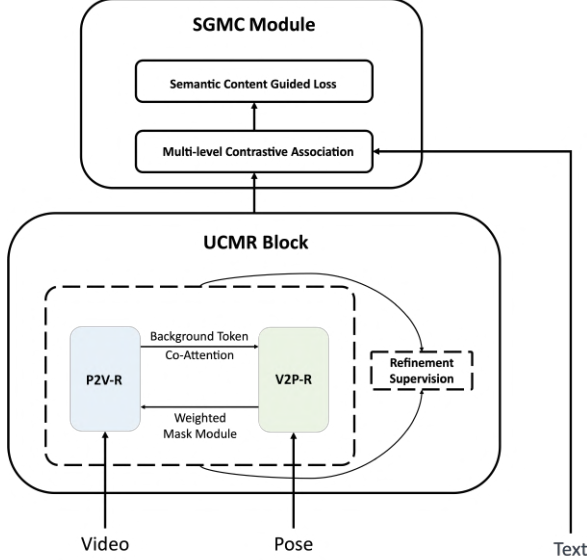 SGMC Module
Semantic Content Guided Loss
Multi-level Contrastive Association
UCMR Block
Background Token
Co-Attention
P2V-R
V2P-R
Weighted
Mask Module
Refinement
Supervision
Video
Pose
Text